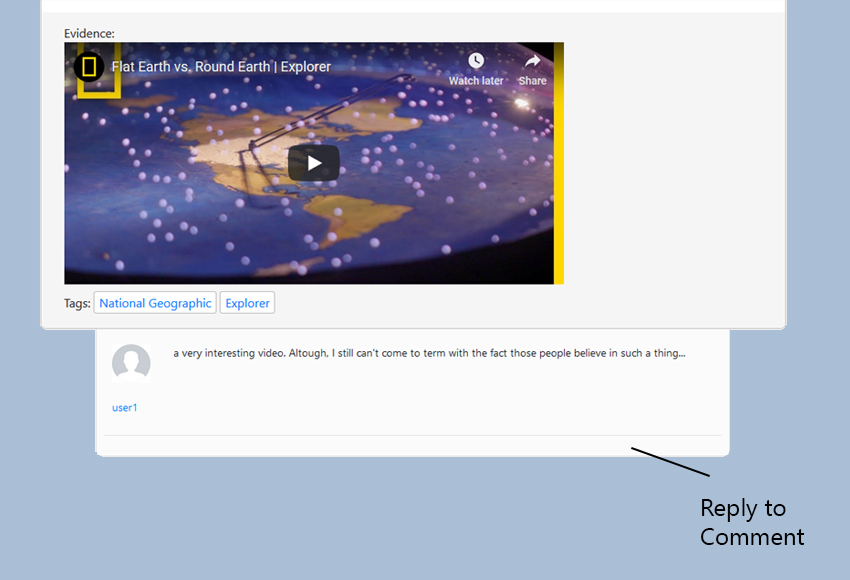 Evidence:
Flat Earth vs. Round Earth | Explorer
Watch later
Share
Tags: National Geographic Explorer
a very interesting video. Altough, I still can't come to term with the fact those people believe in such a thing...
user1
Reply to
Comment